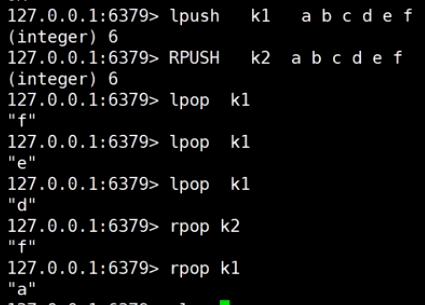 127.0.0.1:6379> lpush   k1   a b c d e f
(integer) 6
127.0.0.1:6379> RPUSH   k2  a b c d e f
(integer) 6
127.0.0.1:6379> lpop  k1
"f"
127.0.0.1:6379> lpop  k1
"e"
127.0.0.1:6379> lpop  k1
"d"
127.0.0.1:6379> rpop k2
"f"
127.0.0.1:6379> rpop k1
"a"